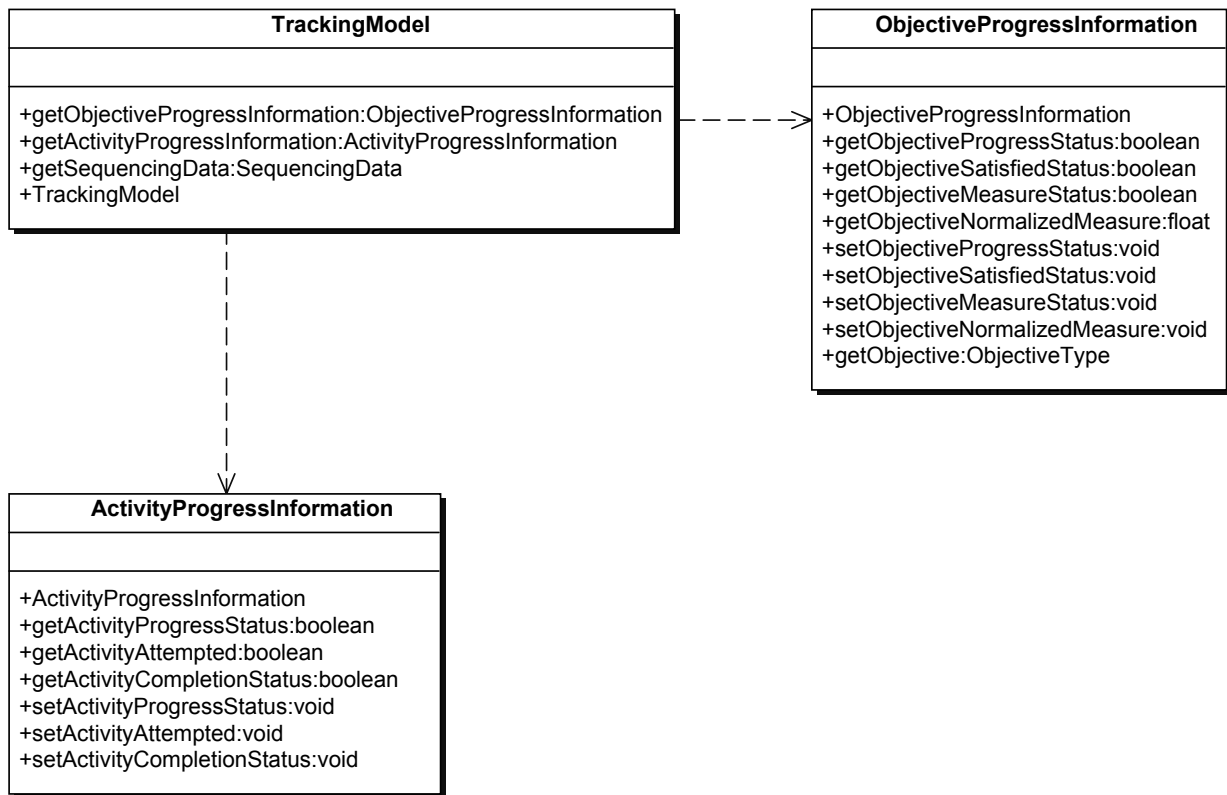 TrackingModel
+getObjectiveProgressInformation:ObjectiveProgressInformation
+getActivityProgressInformation:ActivityProgressInformation
+getSequencingData:SequencingData
+TrackingModel
ObjectiveProgressInformation
+ObjectiveProgressInformation
+getObjectiveProgressStatus:boolean
+getObjectiveSatisfiedStatus:boolean
+getObjectiveMeasureStatus:boolean
+getObjectiveNormalizedMeasure:float
+setObjectiveProgressStatus:void
+setObjectiveSatisfiedStatus:void
+setObjectiveMeasureStatus:void
+setObjectiveNormalizedMeasure:void
+getObjective:ObjectiveType
ActivityProgressInformation
+ActivityProgressInformation
+getActivityProgressStatus:boolean
+getActivityAttempted:boolean
+getActivityCompletionStatus:boolean
+setActivityProgressStatus:void
+setActivityAttempted:void
+setActivityCompletionStatus:void